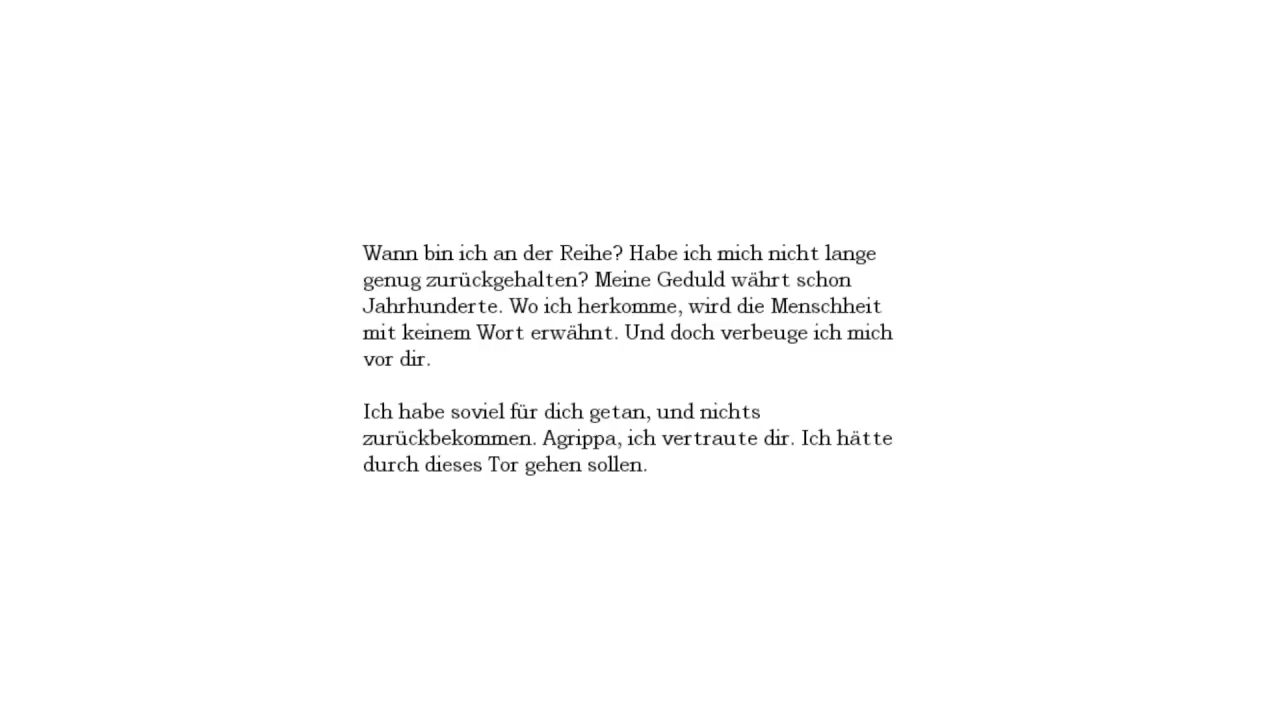 Wann bin ich an der Reihe? Habe ich mich nicht lange
genug zurückgehalten? Meine Geduld währt schon
Jahrhunderte. Wo ich herkomme, wird die Menschheit
mit keinem Wort erwähnt. Und doch verbeuge ich mich
vor dir.
Ich habe soviel für dich getan, und nichts
zurückbekommen. Agrippa, ich vertraute dir. Ich hätte
durch dieses Tor gehen sollen.